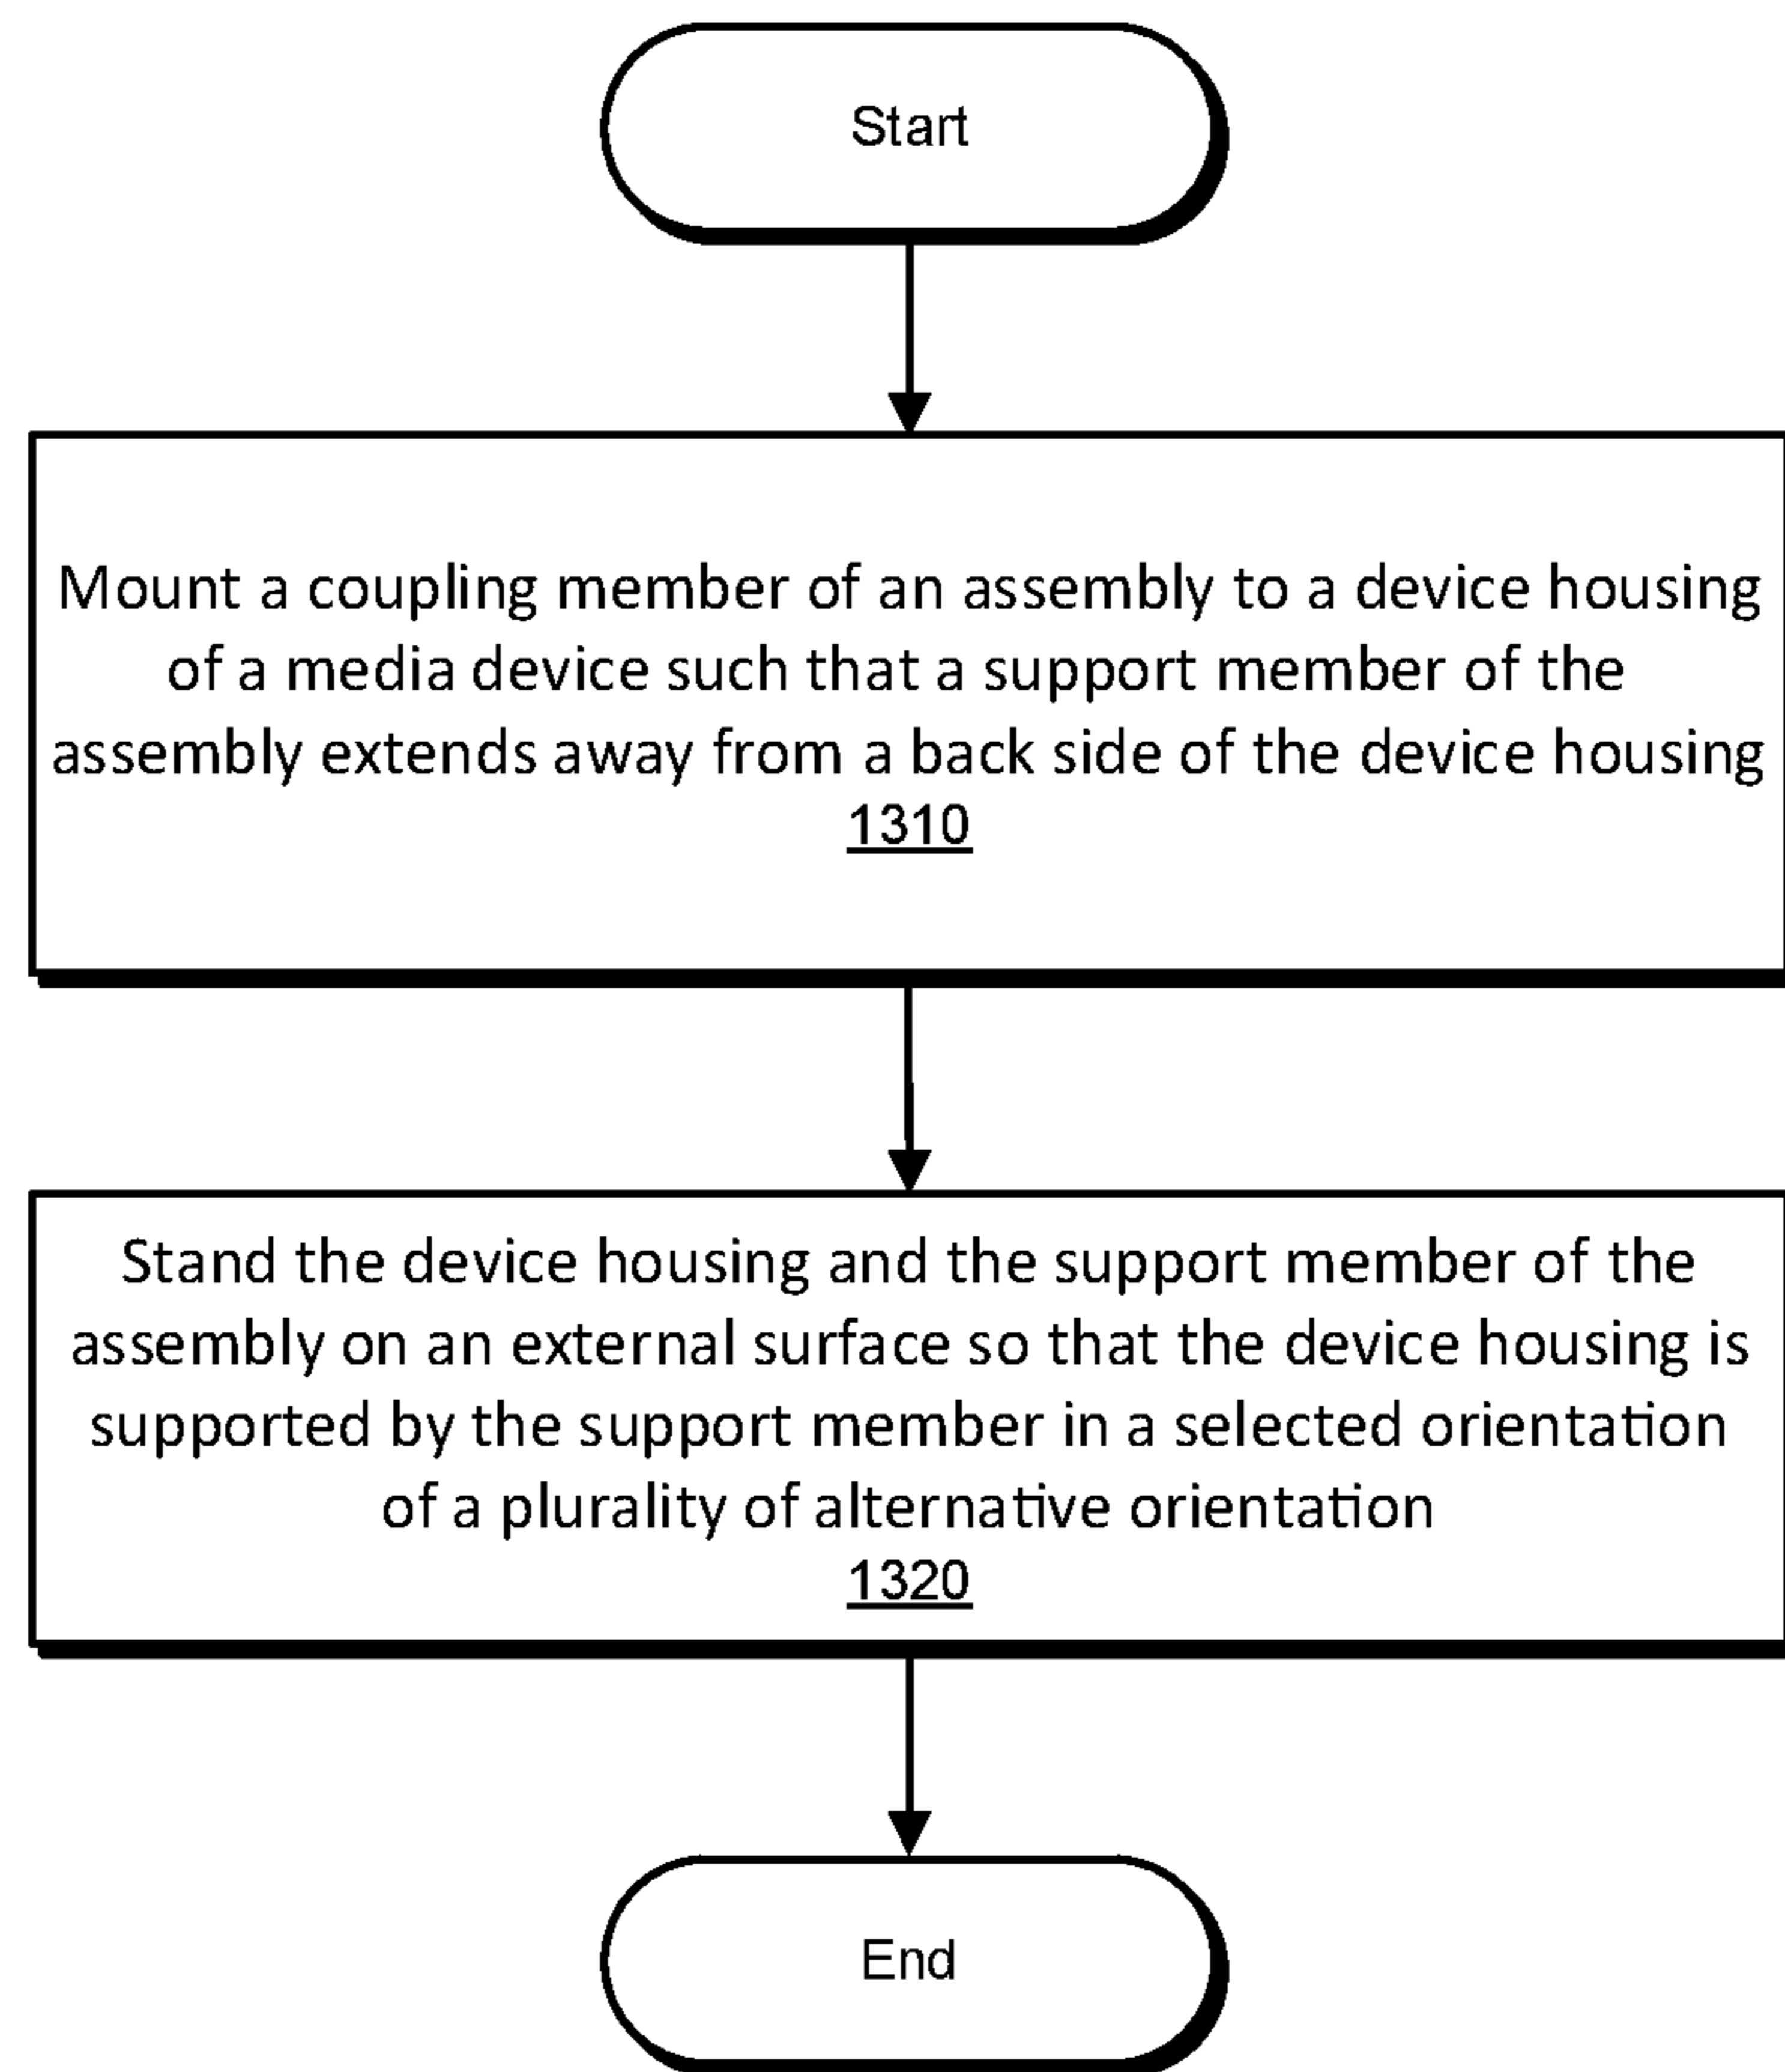 Start
Mount a coupling member of an assembly to a device housing
of a media device such that a support member of the
assembly extends away from a back side of the device housing
1310
Stand the device housing and the support member of the
assembly on an external surface so that the device housing is
supported by the support member in a selected orientation
of a plurality of alternative orientation
1320
End